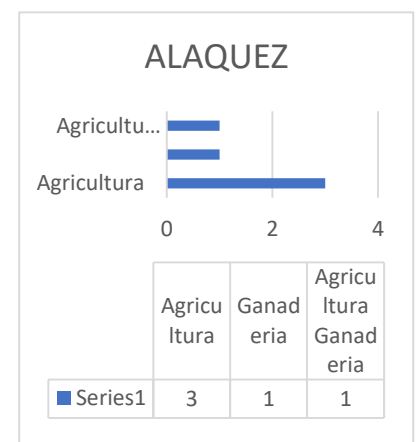 ALAQUEZ
Agricultu...
Agricultura
0 2 4
Agricu
ltura
Ganad
eria
Agricu
ltura
Ganad
eria
Series1 3 1 1